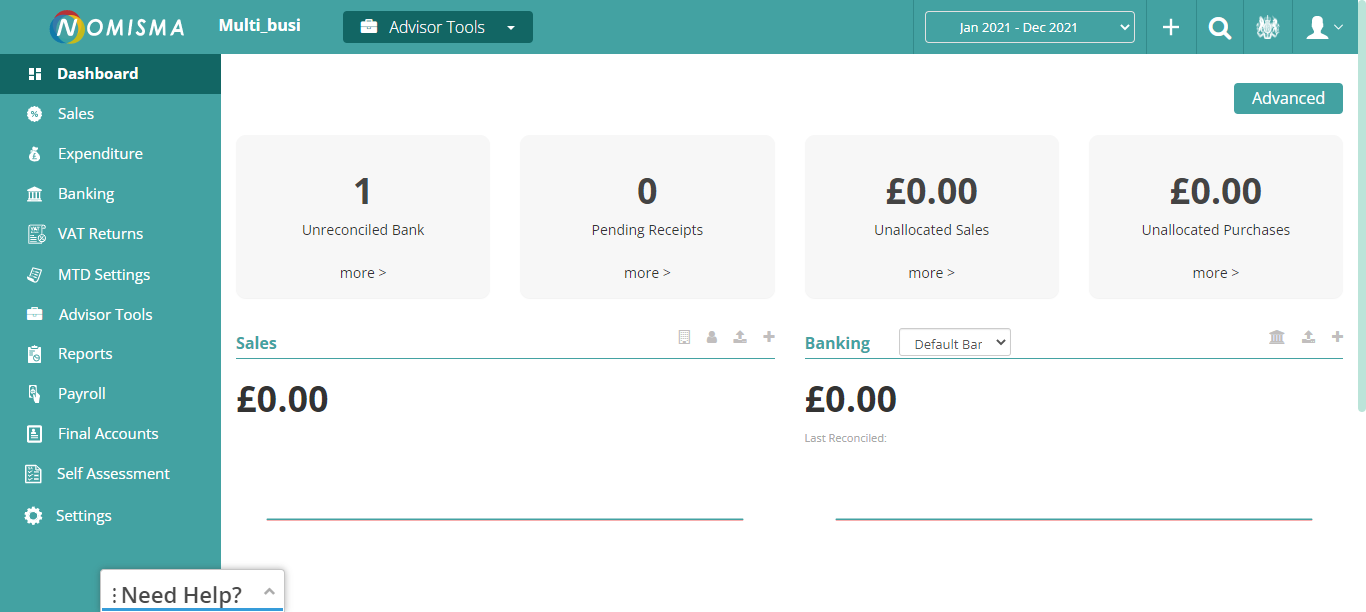 NOMISMA
Multi_busi
Advisor Tools
Jan 2021 - Dec 2021
Dashboard
Sales
Expenditure
Banking
VAT Returns
MTD Settings
Advisor Tools
Reports
Payroll
Final Accounts
Self Assessment
Settings
Advanced
1
Unreconciled Bank
more >
0
Pending Receipts
more >
£0.00
Unallocated Sales
more >
£0.00
Unallocated Purchases
more >
Sales
£0.00
Banking
Default Bar
£0.00
Last Reconciled:
Need Help?